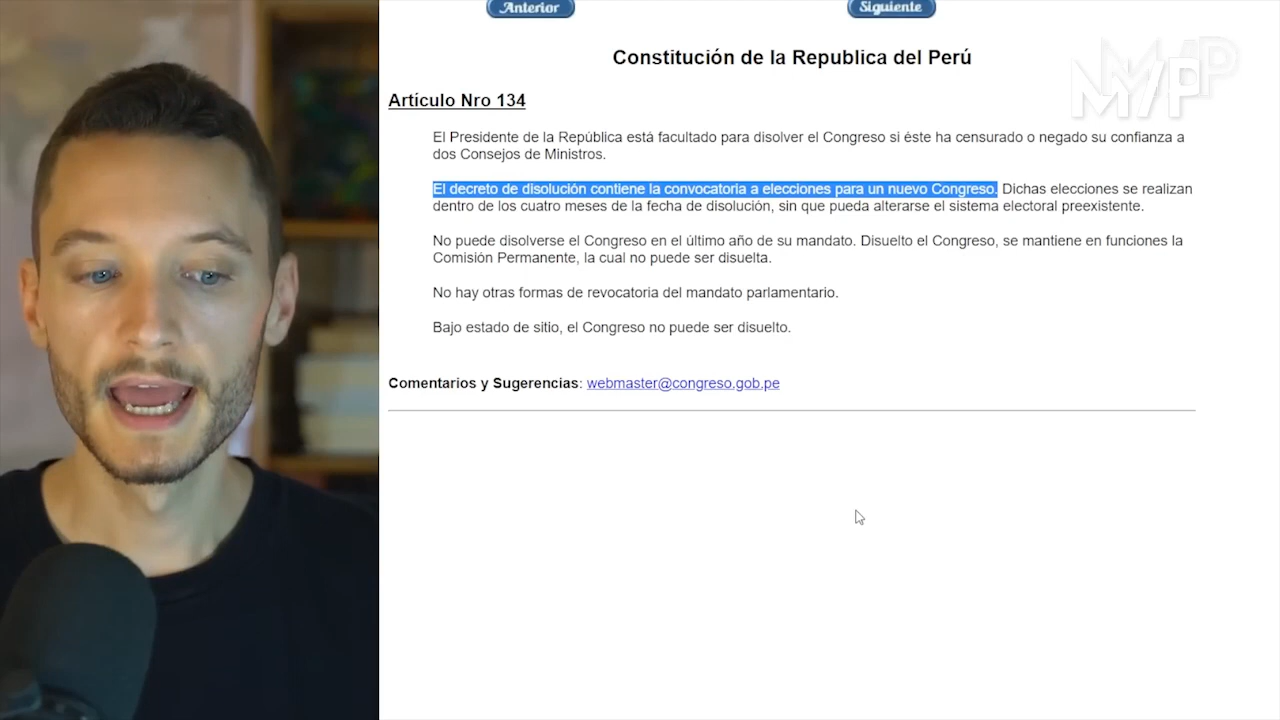 Anterior
Siguiente
Constitución de la Republica del Perú
MMP
Artículo Nro 134
El Presidente de la República está facultado para disolver el Congreso si éste ha censurado o negado su confianza a
dos Consejos de Ministros.
El decreto de disolución contiene la convocatoria a elecciones para un nuevo Congreso. Dichas elecciones se realizan
dentro de los cuatro meses de la fecha de disolución, sin que pueda alterarse el sistema electoral preexistente.
No puede disolverse el Congreso en el último año de su mandato. Disuelto el Congreso, se mantiene en funciones la
Comisión Permanente, la cual no puede ser disuelta.
No hay otras formas de revocatoria del mandato parlamentario.
Bajo estado de sitio, el Congreso no puede ser disuelto.
Comentarios y Sugerencias: webmaster@congreso.gob.pe